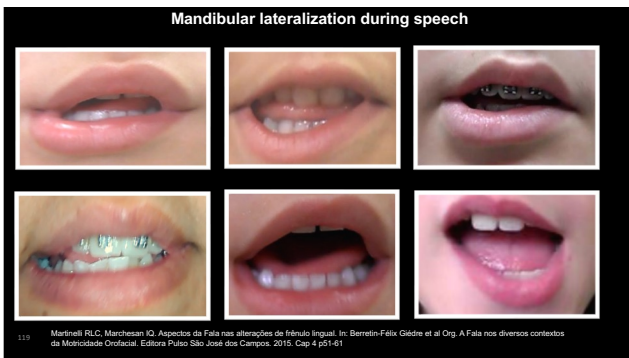 Mandibular lateralization during speech
119
Martinelli RLC, Marchesan IQ. Aspectos da Fala nas alterações de frênulo lingual. In: Berretin-Félix Giédre et al Org. A Fala nos diversos contextos
da Motricidade Orofacial. Editora Pulso São José dos Campos. 2015. Cap 4 p51-61